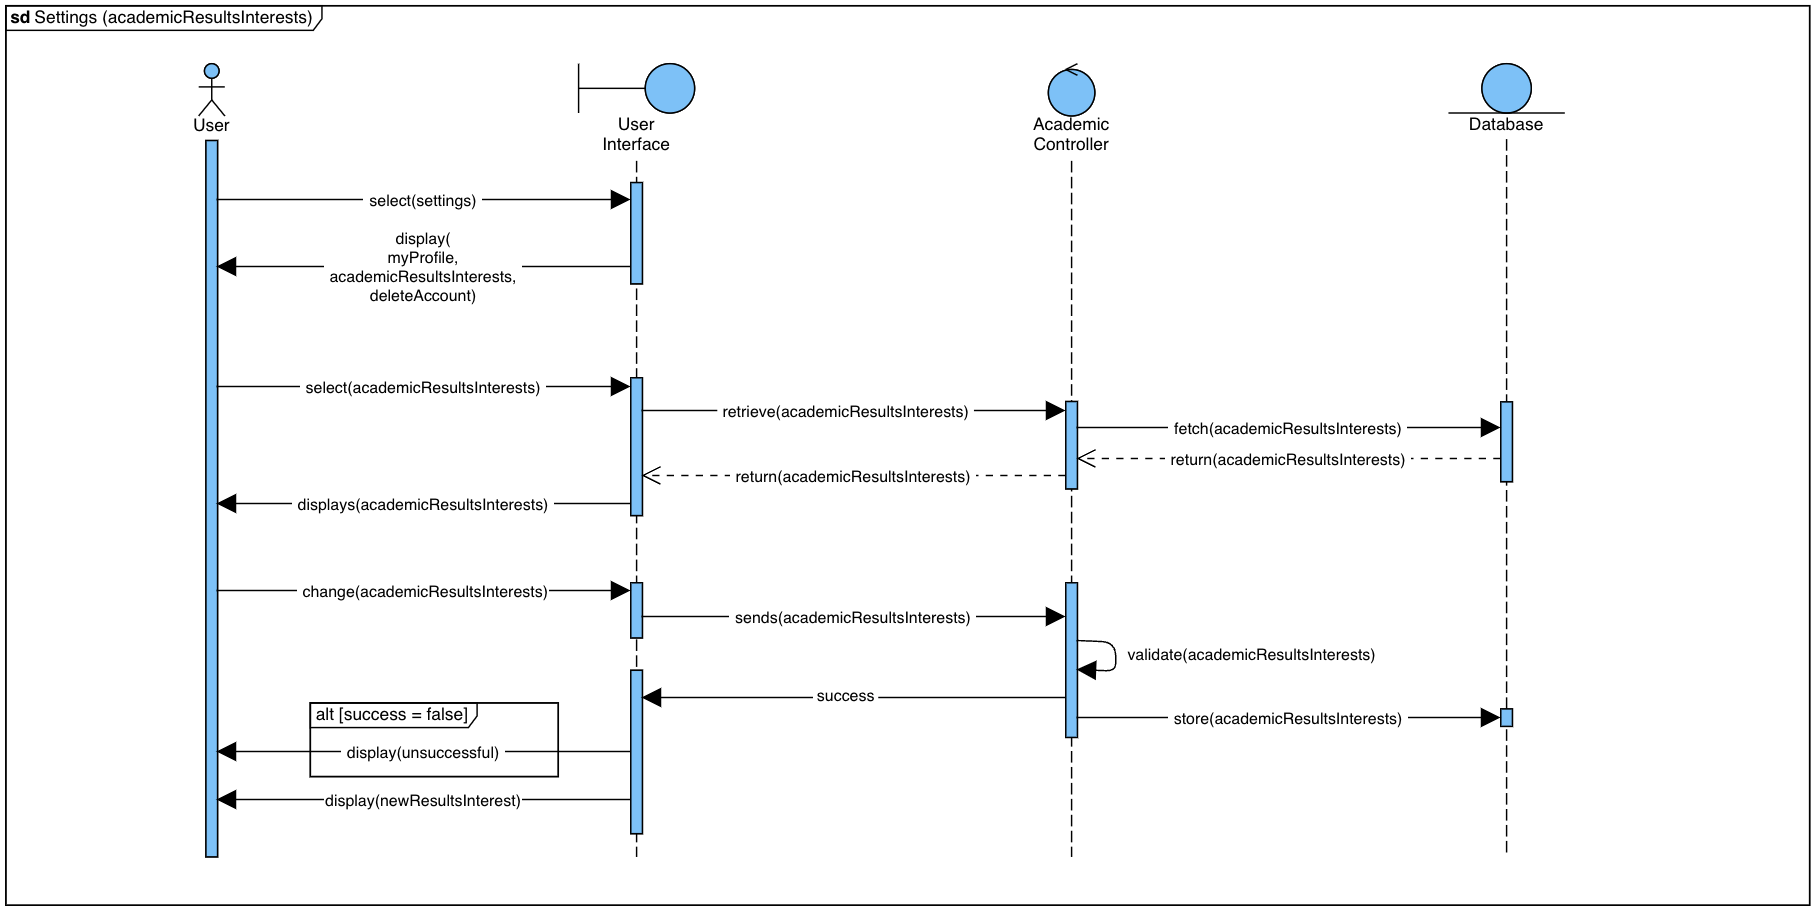 sd Settings (academicResultsInterests)
User
User
Interface
Academic
Controller
Database
select(settings)
display(
myProfile,
academicResultsInterests,
deleteAccount)
select(academicResultsInterests)
retrieve(academicResultsInterests)
fetch(academicResultsInterests)
return(academicResultsInterests)
return(academicResultsInterests)
displays(academicResultsInterests)
change(academicResultsInterests)
sends(academicResultsInterests)
validate(academicResultsInterests)
success
alt [success = false]
store(academicResultsInterests)
display(unsuccessful)
display(newResultsInterest)